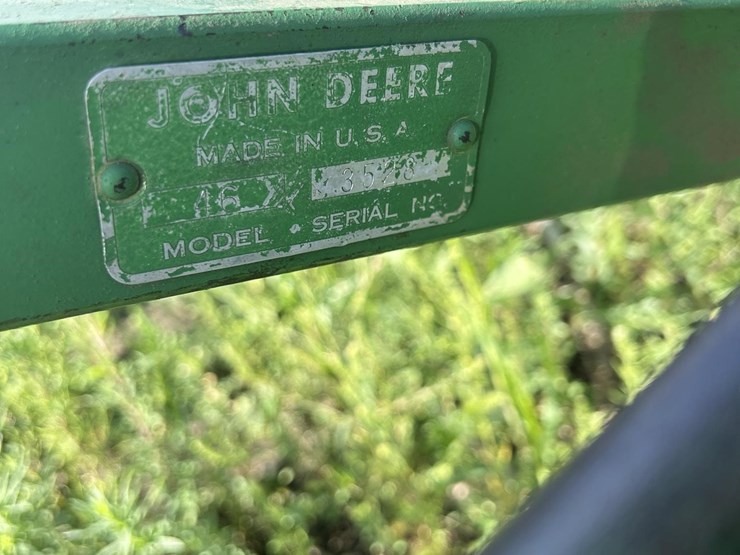 JOHN DEERE
MADE IN U.S.A
46
MODEL • SERIAL NO.